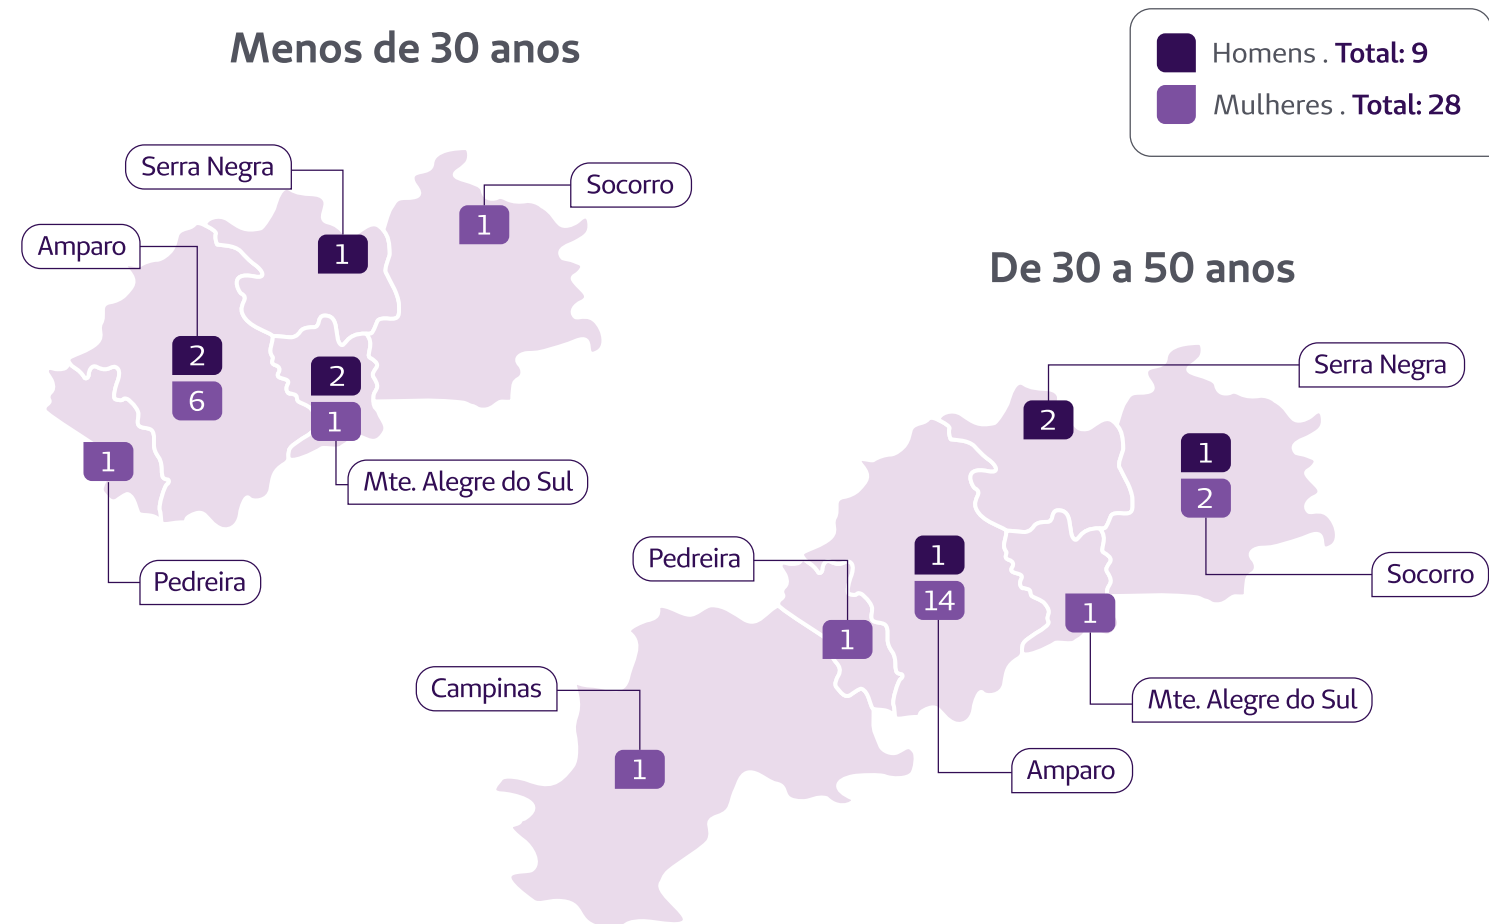 Menos de 30 anos
Homens . Total: 9
Mulheres . Total: 28
Serra Negra
1
Socorro
1
Amparo
2
6
2
1
Mte. Alegre do Sul
1
Pedreira
De 30 a 50 anos
Serra Negra
2
1
2
Socorro
Pedreira
1
1
14
Amparo
1
Mte. Alegre do Sul
Campinas
1